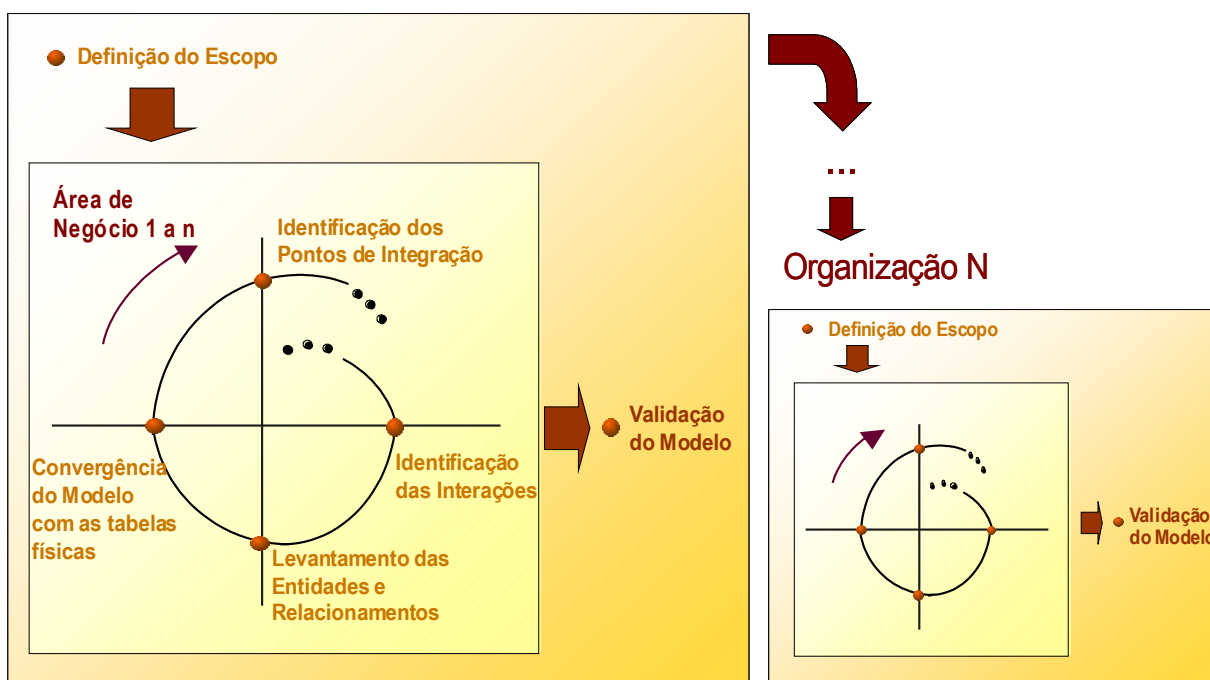 Definição do Escopo
Área de
Negócio 1 a n
Identificação dos
Pontos de Integração
Convergência
do Modelo
com as tabelas
físicas
Identificação
das Interações
Levantamento das
Entidades e
Relacionamentos
Validação
do Modelo
...
Organização N
Definição do Escopo
Validação
do Modelo